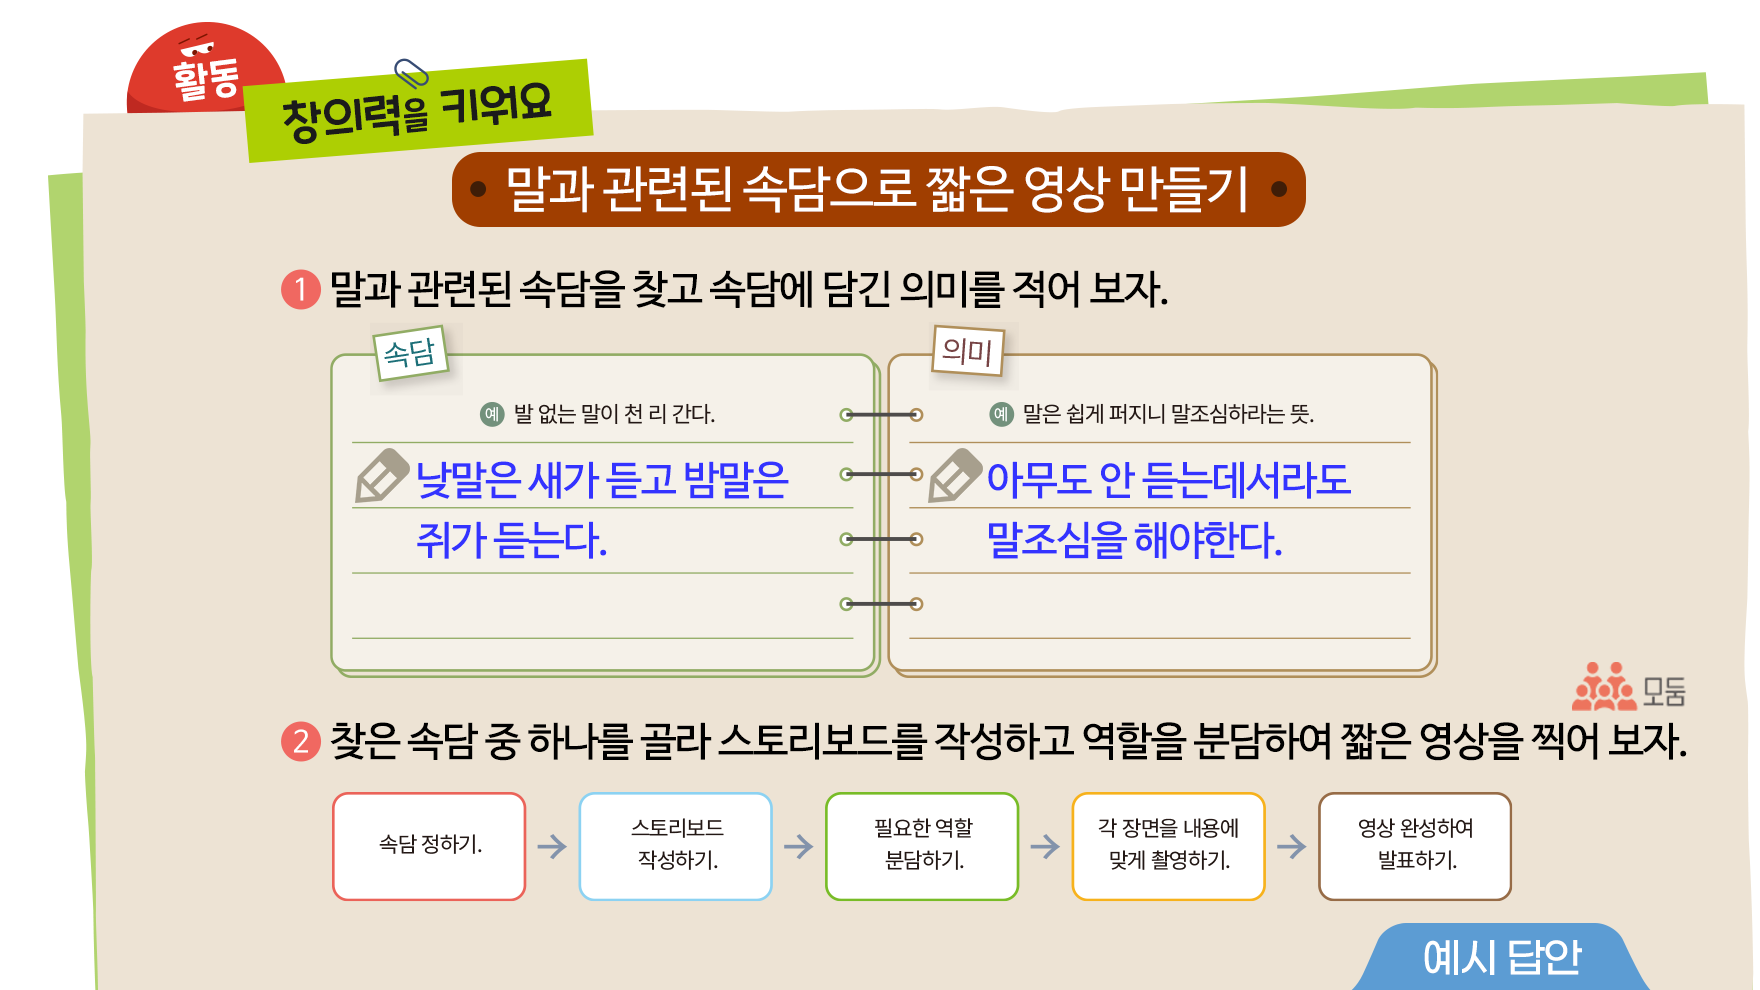 활동
창의력을 키워요
말과 관련된 속담으로 짧은 영상 만들기
1 말과 관련된 속담을 찾고 속담에 담긴 의미를 적어 보자.
속담
예 발 없는 말이 천 리 간다.
낮말은 새가 듣고 밤말은
쥐가 듣는다.
의미
예 말은 쉽게 퍼지니 말조심하라는 뜻.
아무도 안 듣는데서라도
말조심을 해야한다.
모둠
2 찾은 속담 중 하나를 골라 스토리보드를 작성하고 역할을 분담하여 짧은 영상을 찍어 보자.
속담 정하기.
스토리보드
작성하기.
필요한 역할
분담하기.
각 장면을 내용에
맞게 촬영하기.
영상 완성하여
발표하기.
예시 답안